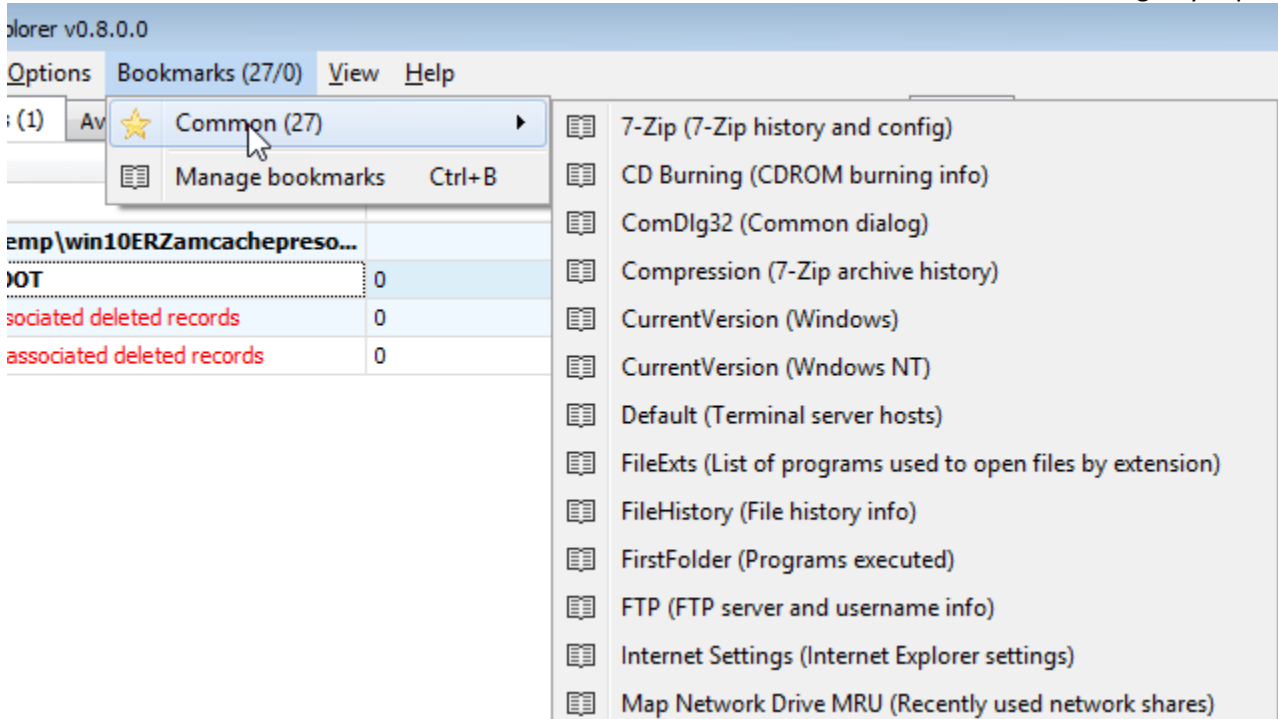 plorer v0.8.0.0
Options Bookmarks (27/0) View Help
(1) Av
Common (27)
Manage bookmarks Ctrl+B
emp\win10ERZamcachepreso...
OOT 0
sociated deleted records 0
associated deleted records 0
7-Zip (7-Zip history and config)
CD Burning (CDROM burning info)
ComDlg32 (Common dialog)
Compression (7-Zip archive history)
CurrentVersion (Windows)
CurrentVersion (Wndows NT)
Default (Terminal server hosts)
FileExts (List of programs used to open files by extension)
FileHistory (File history info)
FirstFolder (Programs executed)
FTP (FTP server and username info)
Internet Settings (Internet Explorer settings)
Map Network Drive MRU (Recently used network shares)